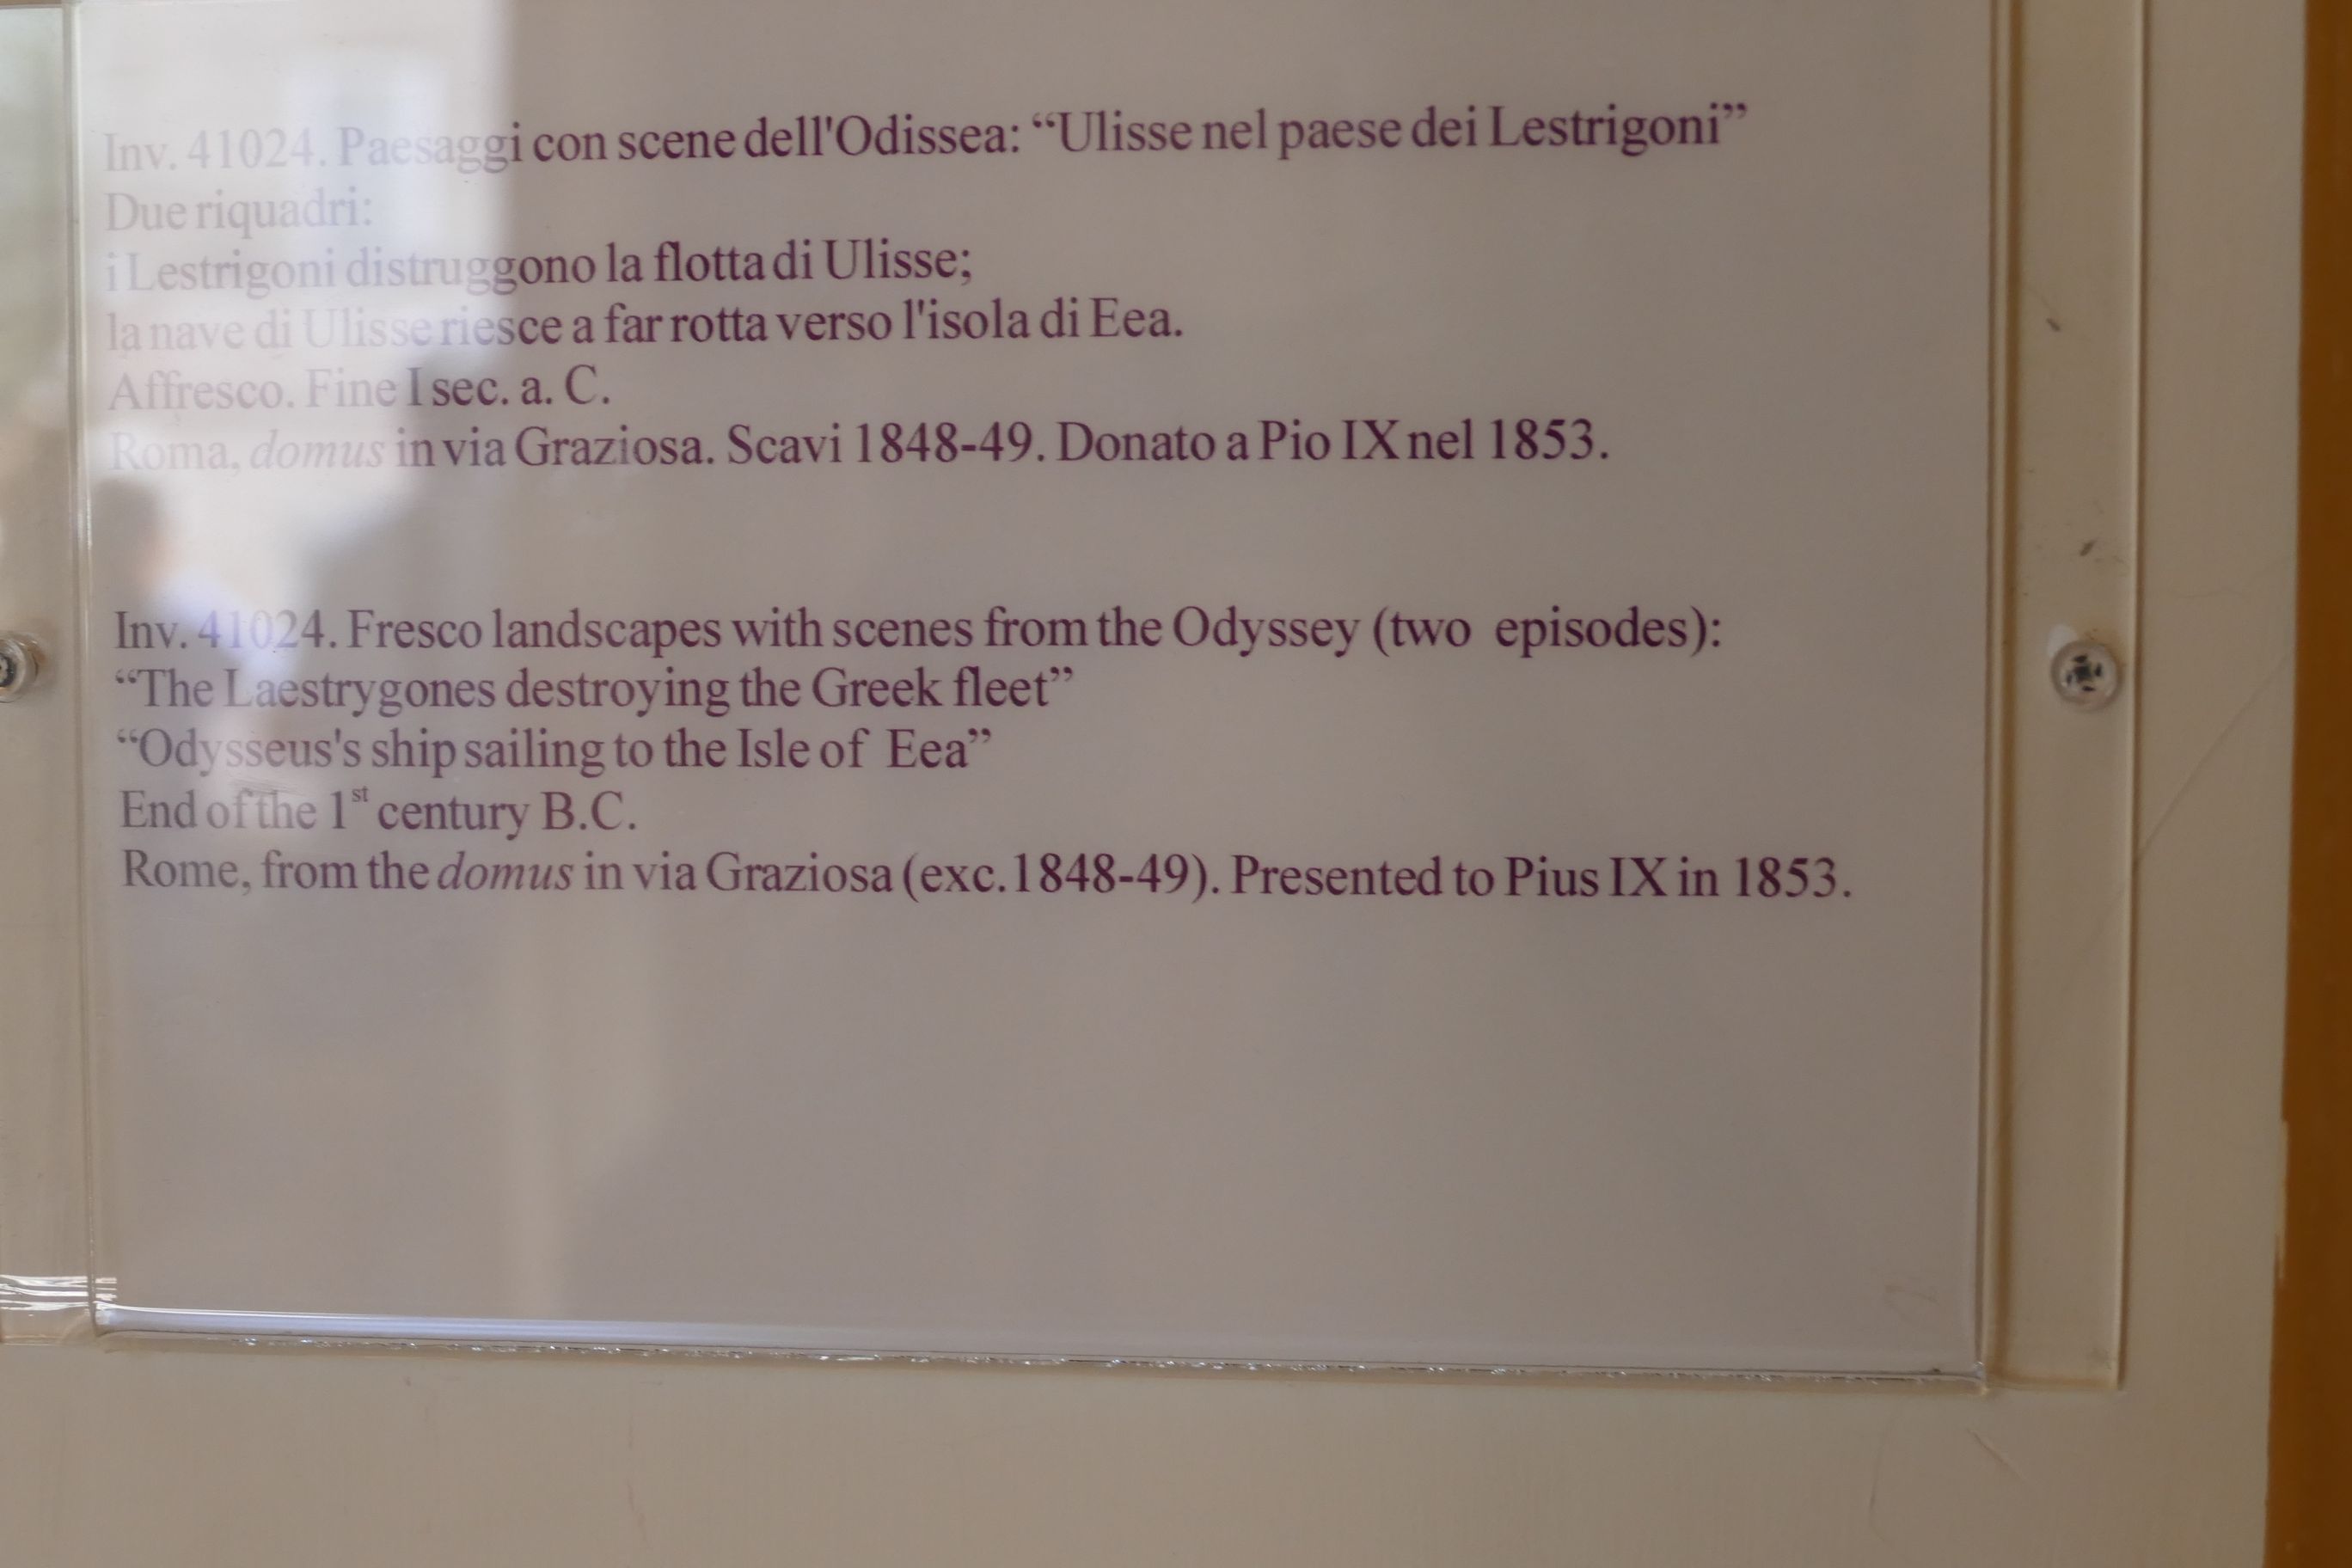 Inv. 41024. Paesaggi con scene dell'Odissea: “Ulisse nel paese dei Lestrigoni”
Due riquadri:
i Lestrigoni distruggono la flotta di Ulisse;
la nave di Ulisse riesce a far rotta verso l'isola di Eea.
Affresco. Fine I sec. a. C.
Roma, domus in via Graziosa. Scavi 1848-49. Donato a Pio IX nel 1853.
Inv. 41024. Fresco landscapes with scenes from the Odyssey (two episodes):
“The Laestrygones destroying the Greek fleet”
“Odysseus's ship sailing to the Isle of Eea”
End of the 1st century B.C.
Rome, from the domus in via Graziosa (exc. 1848-49). Presented to Pius IX in 1853.